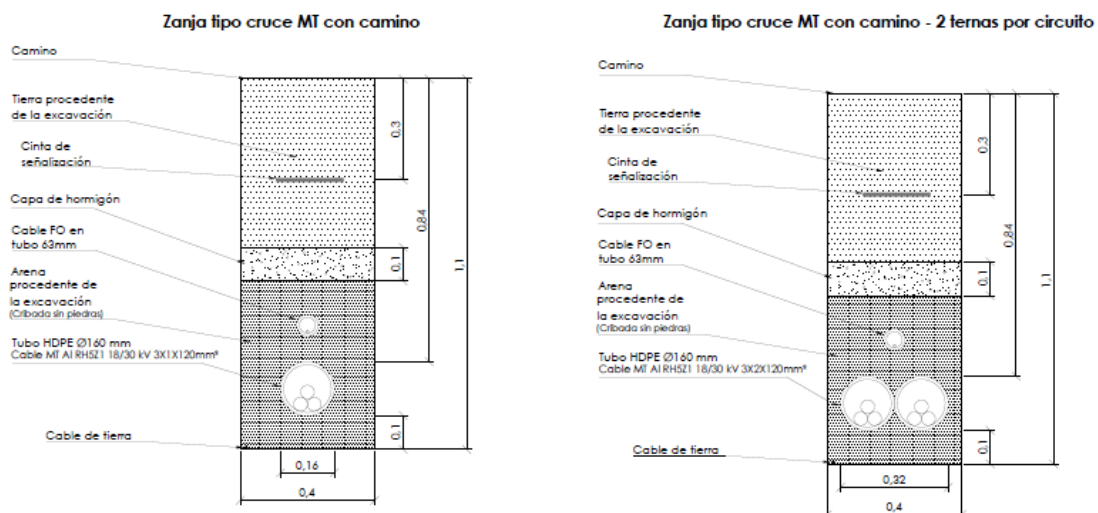 Zanja tipo cruce MT con camino
Camino
Tierra procedente
de la excavación
Cinta de
señalización
Capa de hormigón
Cable FO en
tubo 63mm
Arena
procedente de
la excavación
(Cribada sin piedras)
Tubo HDPE Ø160 mm
Cable MT Al RH5Z1 18/30 kV 3X1X120mm²
Cable de tierra
0,3
0,84
1,1
0,1
0,1
0,16
0,4
Zanja tipo cruce MT con camino - 2 ternas por circuito
Camino
Tierra procedente
de la excavación
Cinta de
señalización
Capa de hormigón
Cable FO en
tubo 63mm
Arena
procedente de
la excavación
(Cribada sin piedras)
Tubo HDPE Ø160 mm
Cable MT Al RH5Z1 18/30 kV 3X2X120mm²
Cable de tierra
0,3
0,84
1,1
0,1
0,1
0,32
0,4